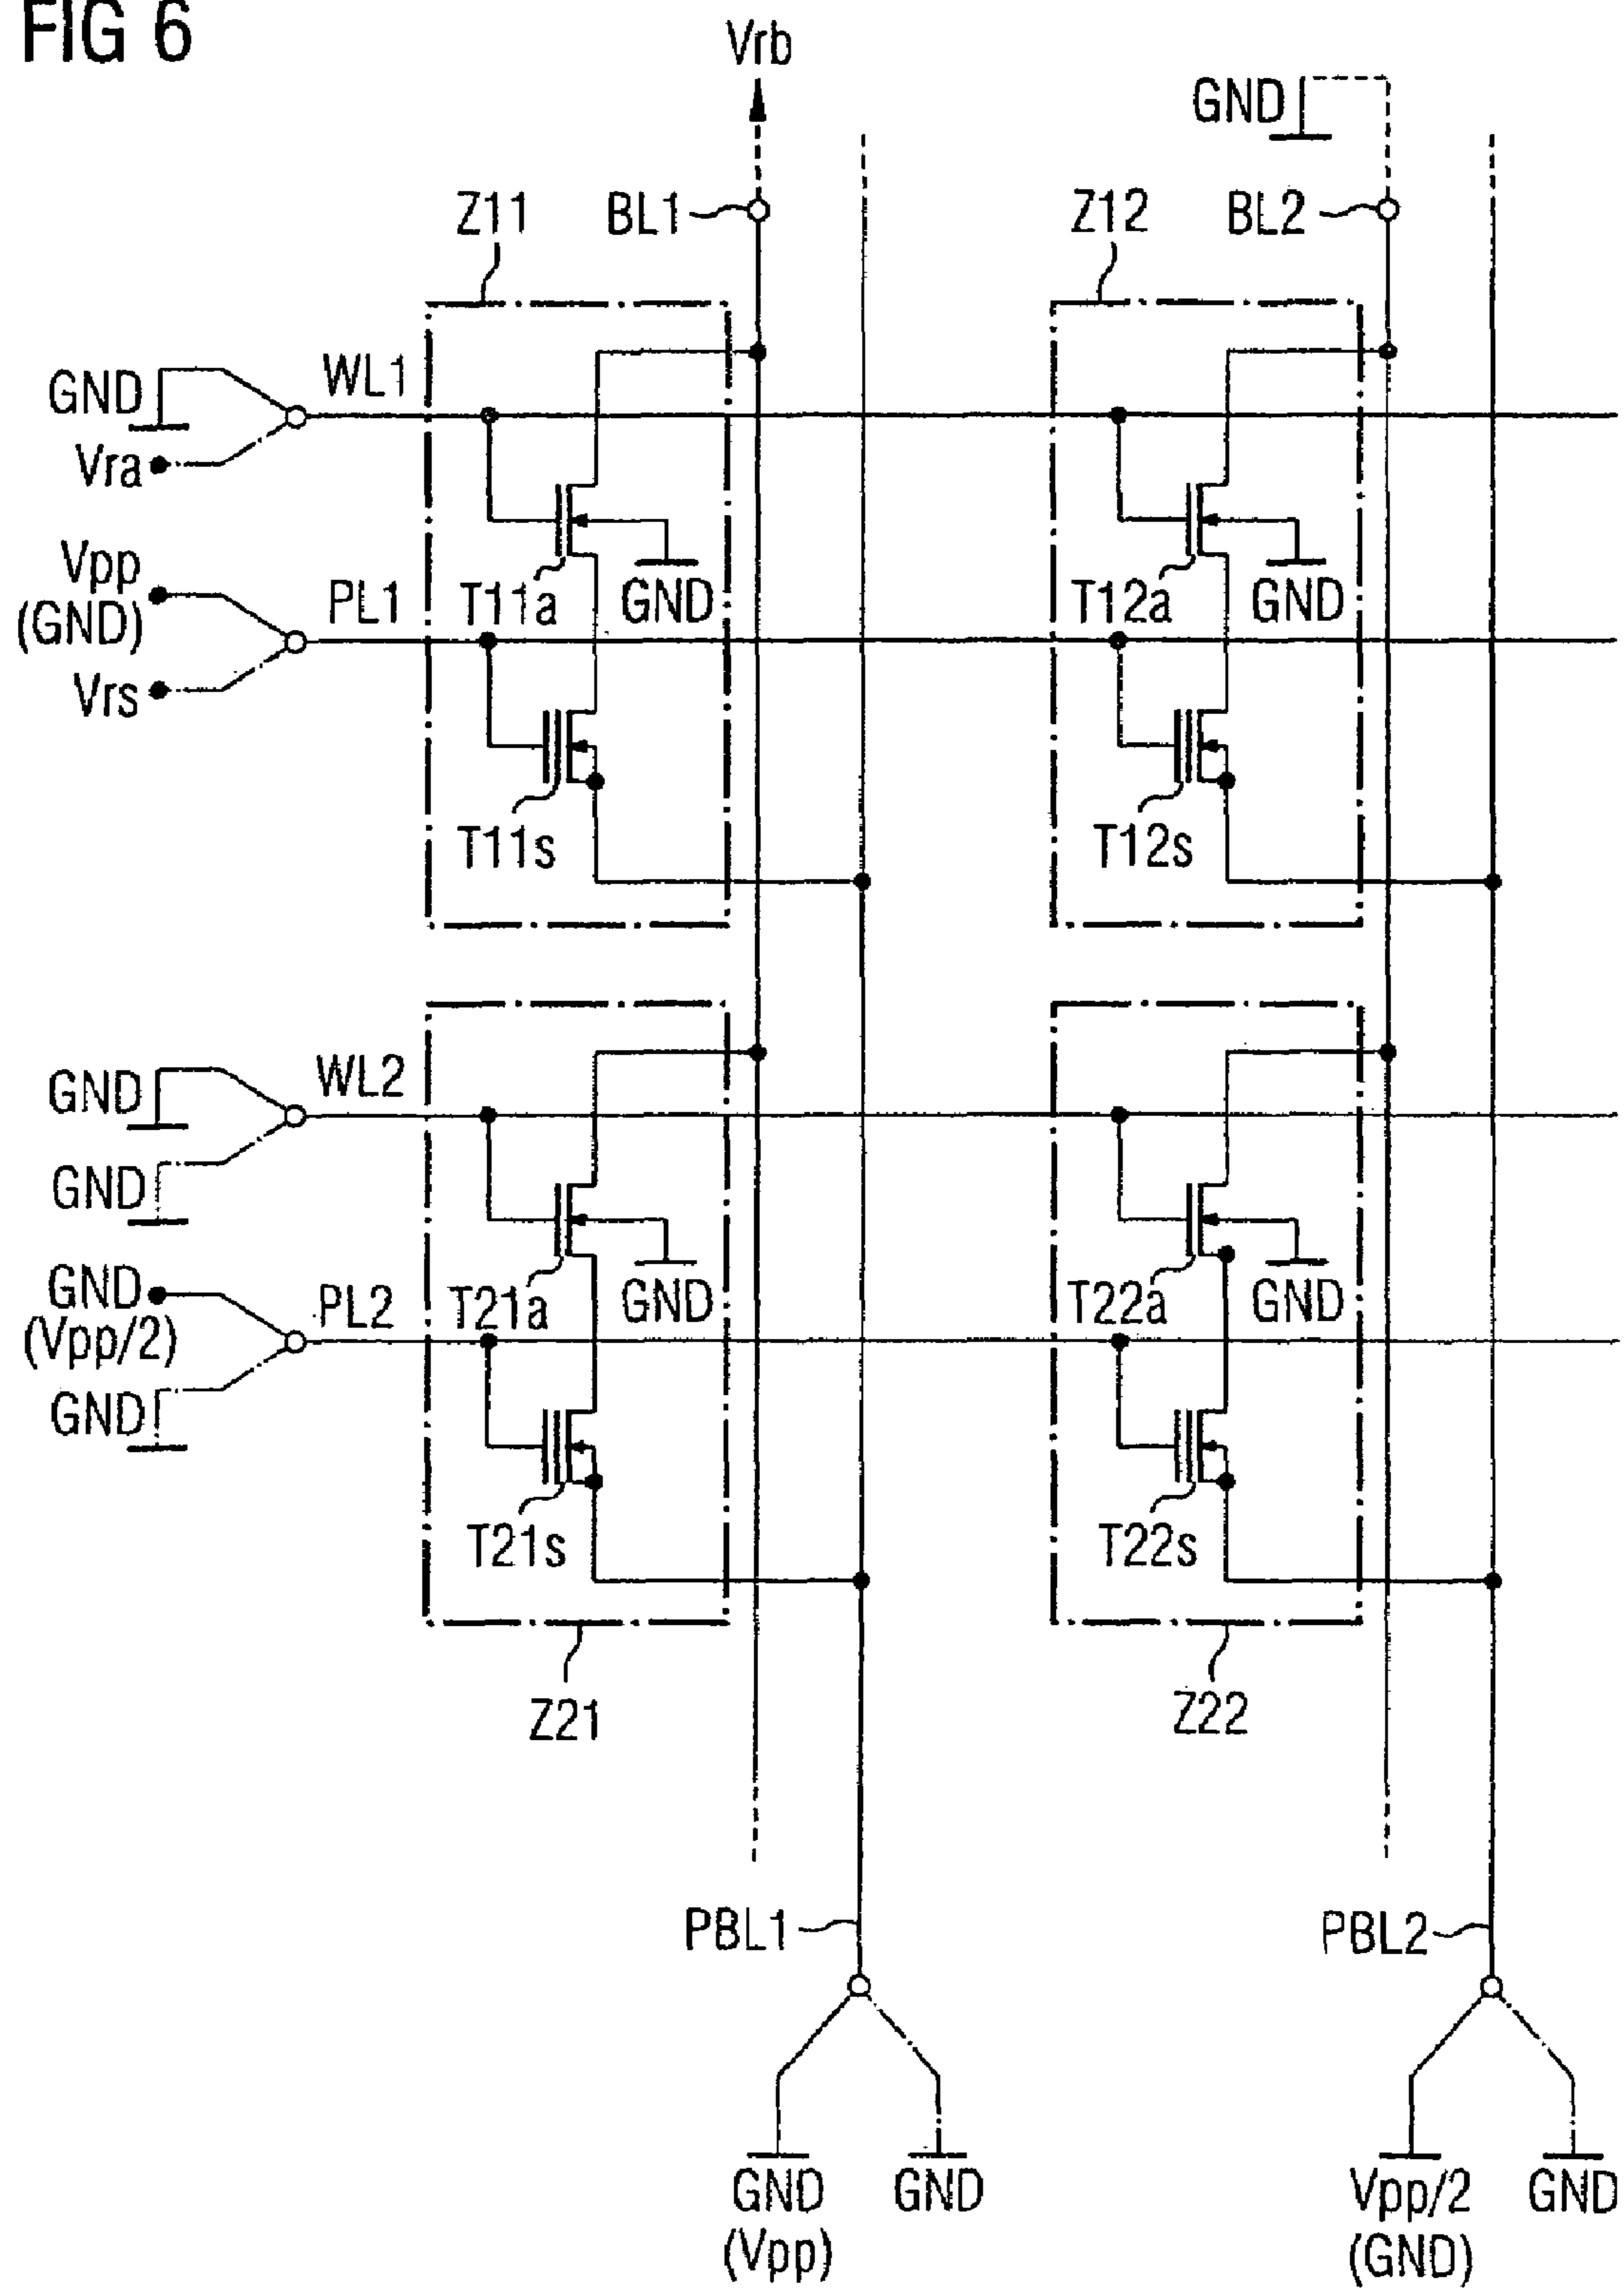 FIG 6
Vrb
GND
Z11
BL1
Z12
BL2
GND
WL1
Vra
Vpp
(GND)
PL1
T11a
GND
T12a
GND
Vrs
T11s
T12s
GND
WL2
GND
GND
(Vpp/2)
PL2
T21a
GND
T22a
GND
GND
T21s
T22s
Z21
Z22
PBL1
PBL2
GND
(Vpp)
GND
Vpp/2
(GND)
GND